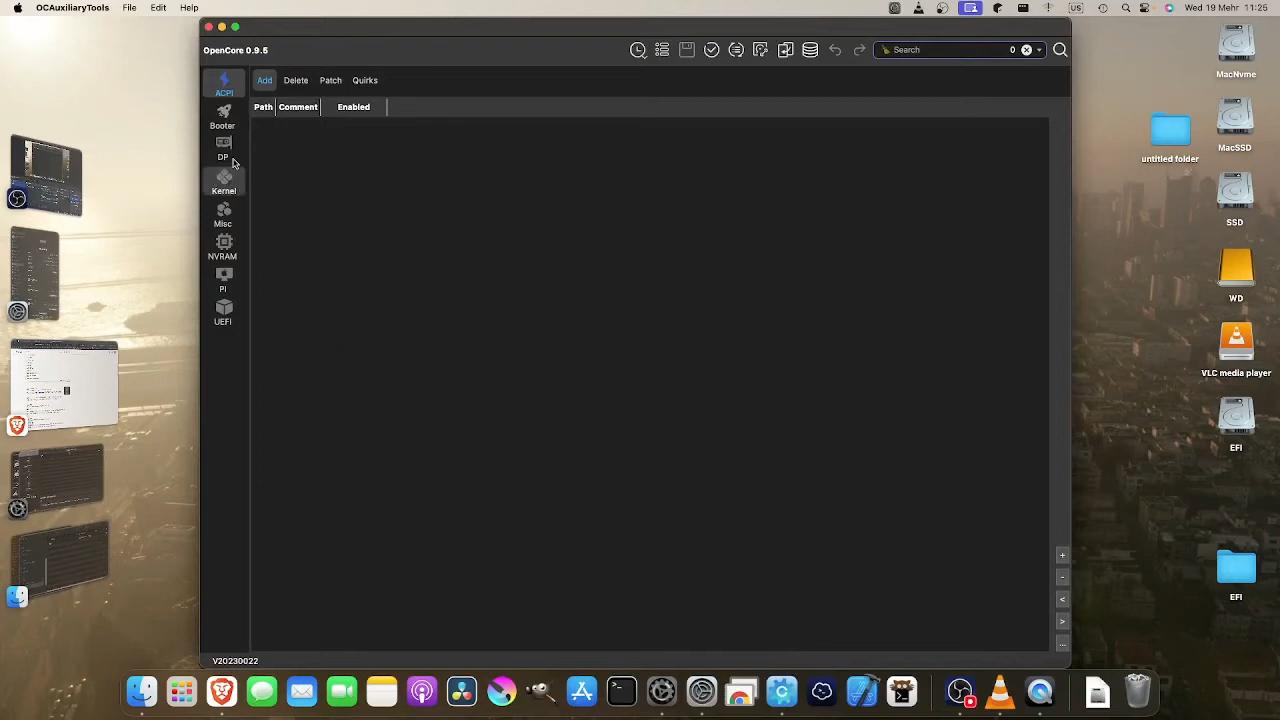 OCAuxiliaryTools File Edit Help
US
Wed 19 Mehr 11:25
OpenCore 0.9.5
Search
0
Add Delete Patch Quirks
Path Comment Enabled
ACPI
Booter
DP
Kernel
Misc
NVRAM
PI
UEFI
+
-
<
>
...
V20230022
untitled folder
MacNvme
MacSSD
SSD
WD
VLC media player
EFI
EFI